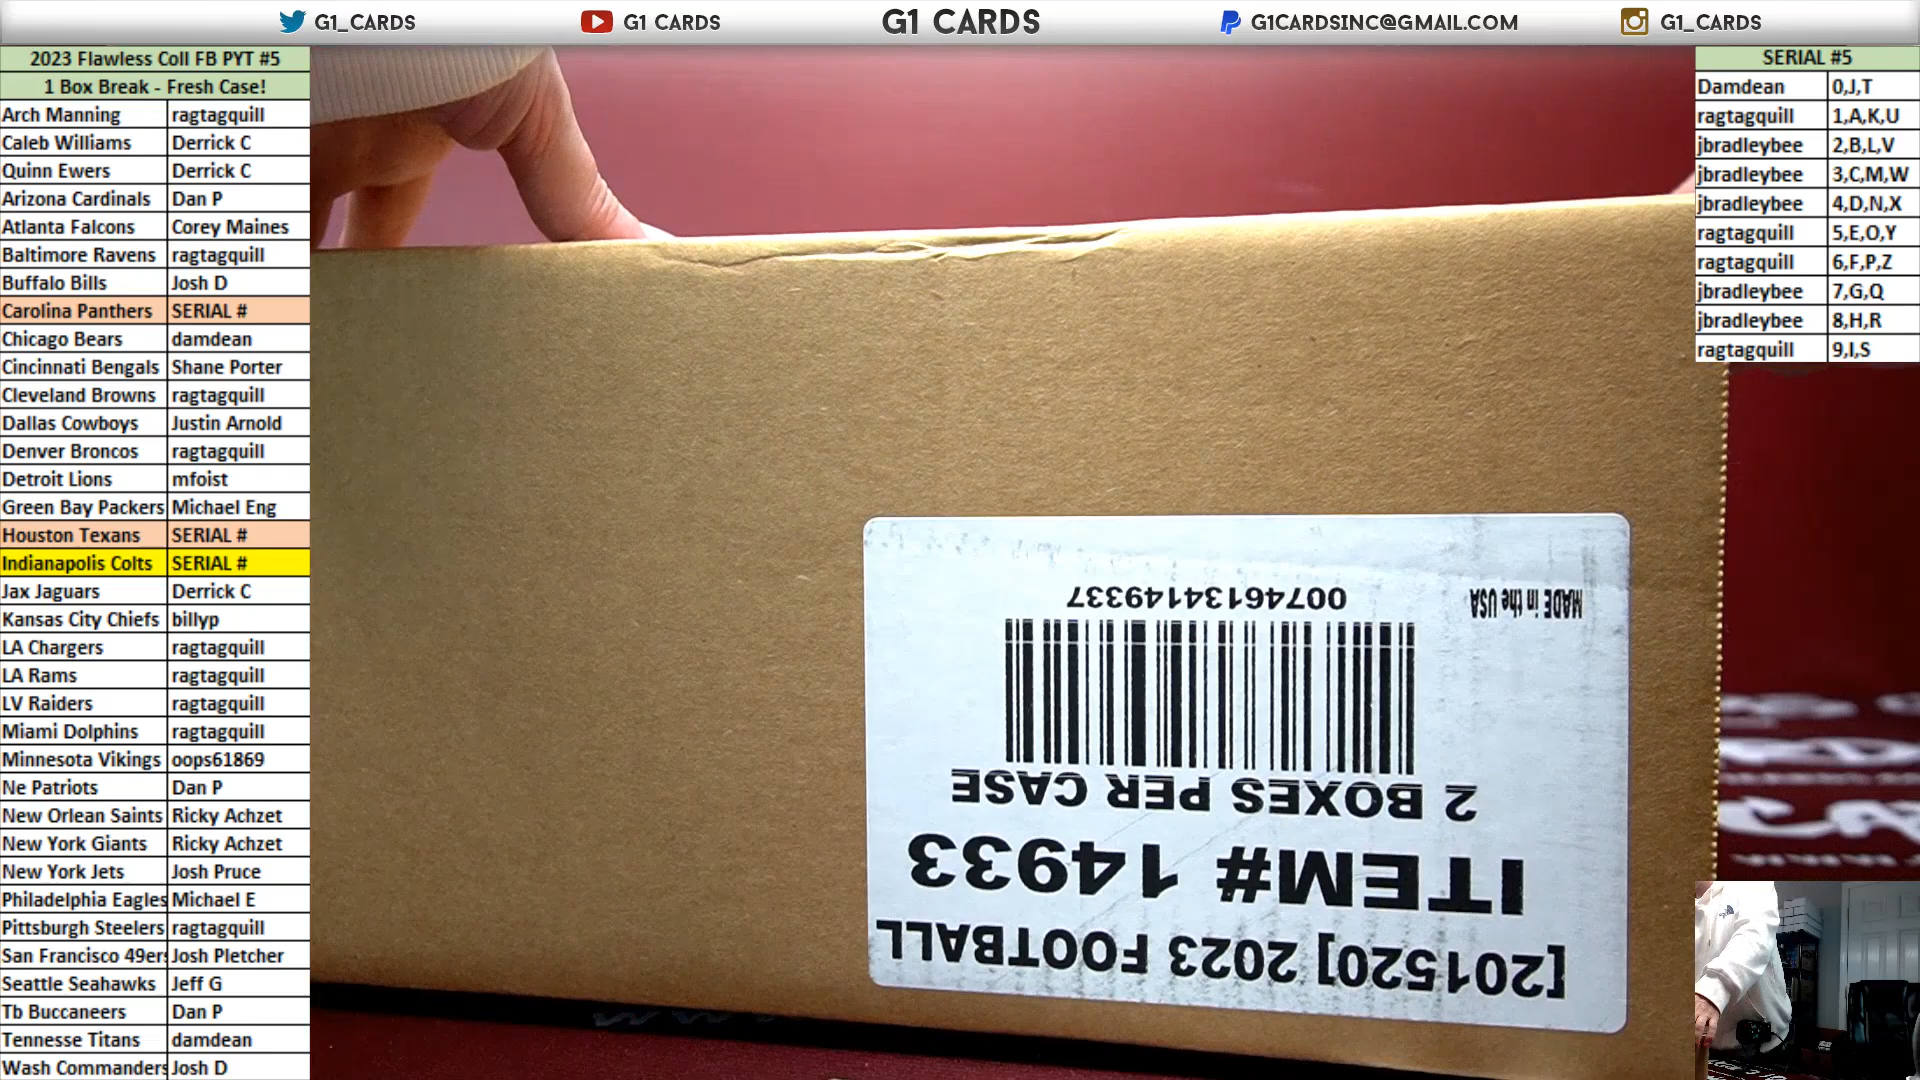 G1_CARDS G1 CARDS G1 CARDS G1CARDSINC@GMAIL.COM G1_CARDS
2023 Flawless Coll FB PYT #5
1 Box Break - Fresh Case!
Arch Manning ragtagquill
Caleb Williams Derrick C
Quinn Ewers Derrick C
Arizona Cardinals Dan P
Atlanta Falcons Corey Maines
Baltimore Ravens ragtagquill
Buffalo Bills Josh D
Carolina Panthers SERIAL #
Chicago Bears damdean
Cincinnati Bengals Shane Porter
Cleveland Browns ragtagquill
Dallas Cowboys Justin Arnold
Denver Broncos ragtagquill
Detroit Lions mfoist
Green Bay Packers Michael Eng
Houston Texans SERIAL #
Indianapolis Colts SERIAL #
Jax Jaguars Derrick C
Kansas City Chiefs billyp
LA Chargers ragtagquill
LA Rams ragtagquill
LV Raiders ragtagquill
Miami Dolphins ragtagquill
Minnesota Vikings oops61869
Ne Patriots Dan P
New Orlean Saints Ricky Achzet
New York Giants Ricky Achzet
New York Jets Josh Pruce
Philadelphia Eagles Michael E
Pittsburgh Steelers ragtagquill
San Francisco 49ers Josh Pletcher
Seattle Seahawks Jeff G
Tb Buccaneers Dan P
Tennesse Titans damdean
Wash Commanders Josh D
SERIAL #5
Damdean 0,J,T
ragtagquill 1,A,K,U
jbradleybee 2,B,L,V
jbradleybee 3,C,M,W
jbradleybee 4,D,N,X
ragtagquill 5,E,O,Y
ragtagquill 6,F,P,Z
jbradleybee 7,G,Q
jbradleybee 8,H,R
ragtagquill 9,I,S
[201520] 2023 FOOTBALL
ITEM# 14933
2 BOXES PER CASE
00746134149337
MADE in the USA